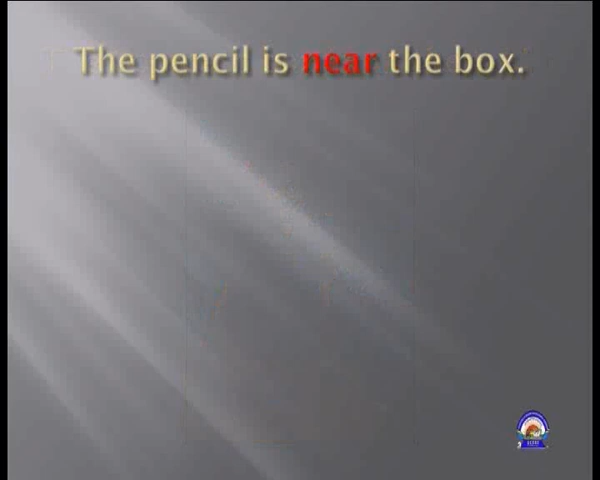 The pencil is near the box.